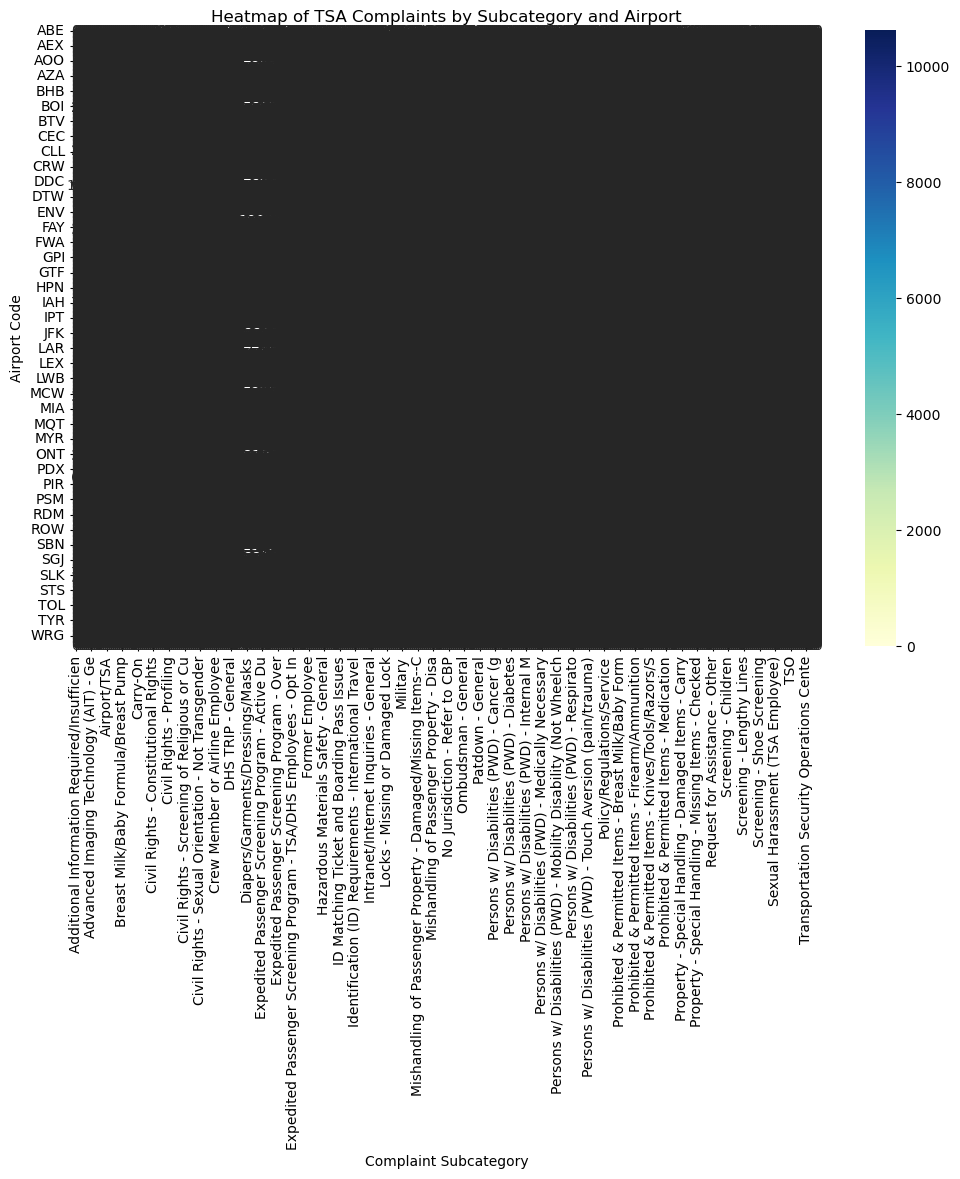 Heatmap of TSA Complaints by Subcategory and Airport
Airport Code
ABE
AEX
AOO
AZA
BHB
BOI
BTV
CEC
CLL
CRW
DDC
DTW
ENV
FAY
FWA
GPI
GTF
HPN
IAH
IPT
JFK
LAR
LEX
LWB
MCW
MIA
MQT
MYR
ONT
PDX
PIR
PSM
RDM
ROW
SBN
SGJ
SLK
STS
TOL
TYR
WRG
10000
8000
6000
4000
2000
0
Additional Information Required/Insufficien
Advanced Imaging Technology (AIT) - Ge
Airport/TSA
Breast Milk/Baby Formula/Breast Pump
Carry-On
Civil Rights - Constitutional Rights
Civil Rights - Profiling
Civil Rights - Screening of Religious or Cu
Civil Rights - Sexual Orientation - Not Transgender
Crew Member or Airline Employee
DHS TRIP - General
Diapers/Garments/Dressings/Masks
Expedited Passenger Screening Program - Active Du
Expedited Passenger Screening Program - Over
Expedited Passenger Screening Program - TSA/DHS Employees - Opt In
Former Employee
Hazardous Materials Safety - General
ID Matching Ticket and Boarding Pass Issues
Identification (ID) Requirements - International Travel
Intranet/Internet Inquiries - General
Locks - Missing or Damaged Lock
Military
Mishandling of Passenger Property - Damaged/Missing Items--C
Mishandling of Passenger Property - Disa
No Jurisdiction - Refer to CBP
Ombudsman - General
Patdown - General
Persons w/ Disabilities (PWD) - Cancer (g
Persons w/ Disabilities (PWD) - Diabetes
Persons w/ Disabilities (PWD) - Internal M
Persons w/ Disabilities (PWD) - Medically Necessary
Persons w/ Disabilities (PWD) - Mobility Disability (Not Wheelch
Persons w/ Disabilities (PWD) - Respirato
Persons w/ Disabilities (PWD) - Touch Aversion (pain/trauma)
Policy/Regulations/Service
Prohibited & Permitted Items - Breast Milk/Baby Form
Prohibited & Permitted Items - Firearm/Ammunition
Prohibited & Permitted Items - Knives/Tools/Razors/S
Prohibited & Permitted Items - Medication
Property - Special Handling - Damaged Items - Carry
Property - Special Handling - Missing Items - Checked
Request for Assistance - Other
Screening - Children
Screening - Lengthy Lines
Screening - Shoe Screening
Sexual Harassment (TSA Employee)
TSO
Transportation Security Operations Cente
Complaint Subcategory